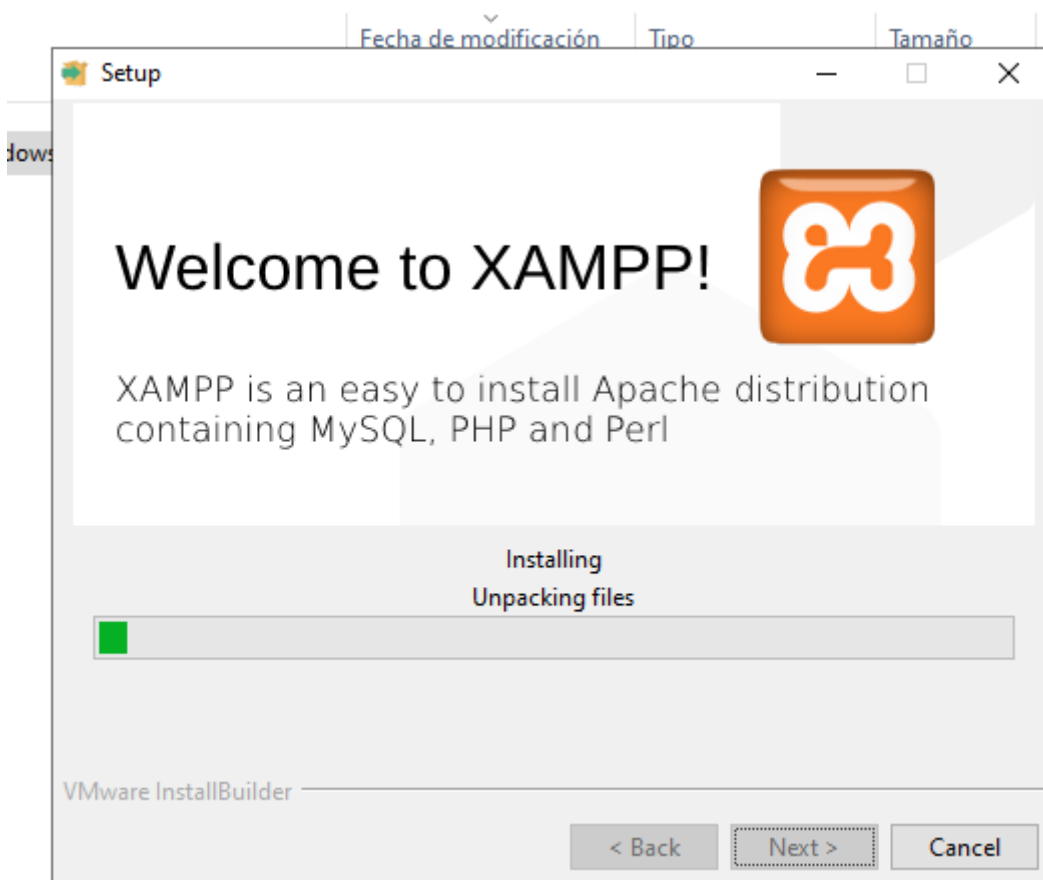 Fecha de modificación Tipo Tamaño
Setup
dows
Welcome to XAMPP!
XAMPP is an easy to install Apache distribution
containing MySQL, PHP and Perl
Installing
Unpacking files
VMware InstallBuilder
< Back Next > Cancel